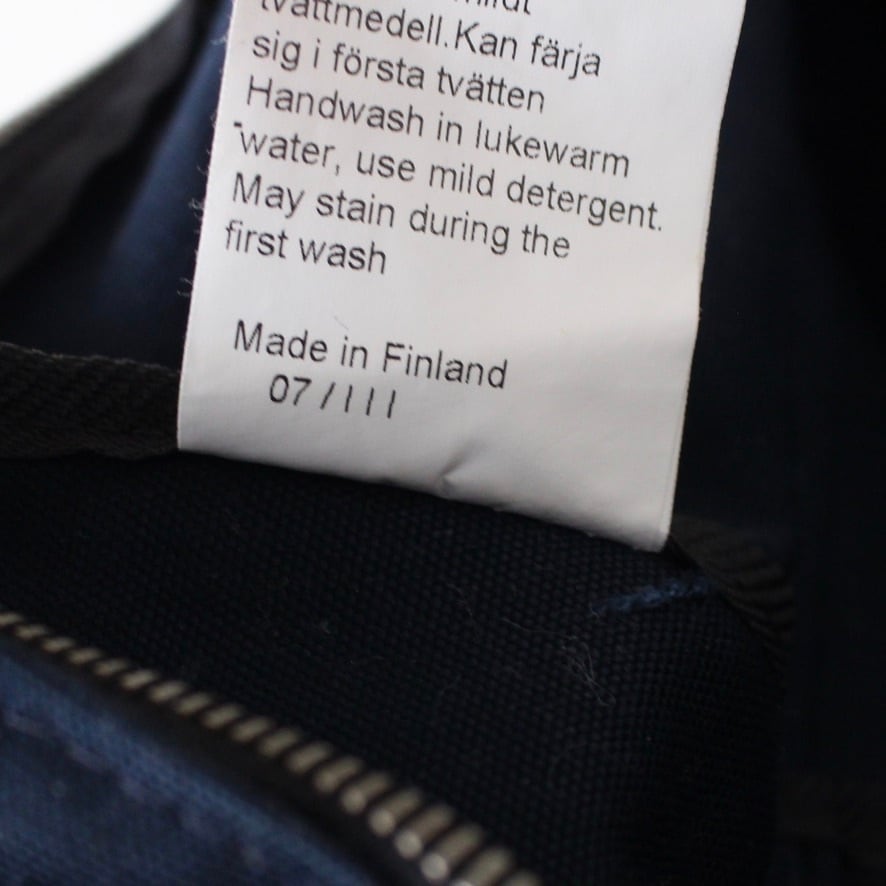 tvättmedell.Kan färja
sig i första tvätten
Handwash in lukewarm
water, use mild detergent.
May stain during the
first wash
Made in Finland
07/III